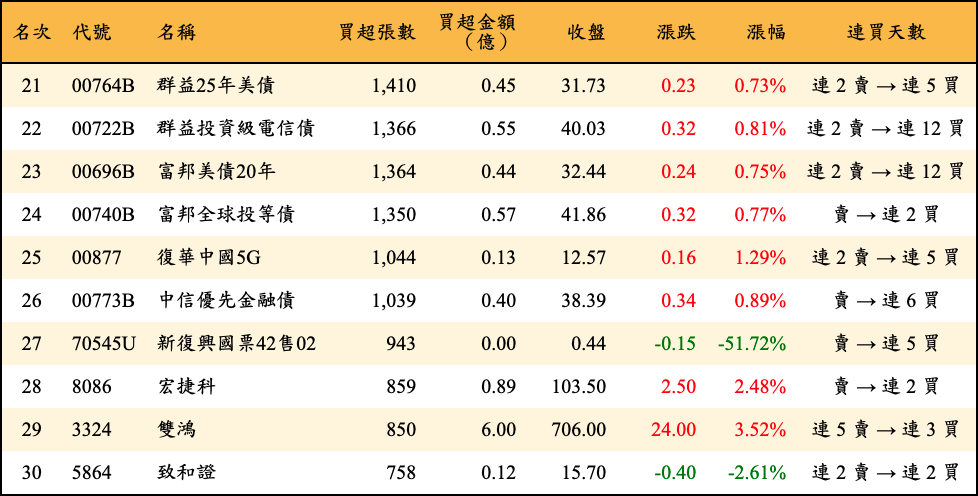 名次 代號 名稱 買超張數 買超金額（億） 收盤 漲跌 漲幅 連買天數
21 00764B 群益25年美債 1,410 0.45 31.73 0.23 0.73% 連 2 賣 → 連 5 買
22 00722B 群益投資級電信債 1,366 0.55 40.03 0.32 0.81% 連 2 賣 → 連 12 買
23 00696B 富邦美債20年 1,364 0.44 32.44 0.24 0.75% 連 2 賣 → 連 12 買
24 00740B 富邦全球投等債 1,350 0.57 41.86 0.32 0.77% 賣 → 連 2 買
25 00877 復華中國5G 1,044 0.13 12.57 0.16 1.29% 連 2 賣 → 連 5 買
26 00773B 中信優先金融債 1,039 0.40 38.39 0.34 0.89% 賣 → 連 6 買
27 70545U 新復興國票42售02 943 0.00 0.44 -0.15 -51.72% 賣 → 連 5 買
28 8086 宏捷科 859 0.89 103.50 2.50 2.48% 賣 → 連 2 買
29 3324 雙鴻 850 6.00 706.00 24.00 3.52% 連 5 賣 → 連 3 買
30 5864 致和證 758 0.12 15.70 -0.40 -2.61% 連 2 賣 → 連 2 買